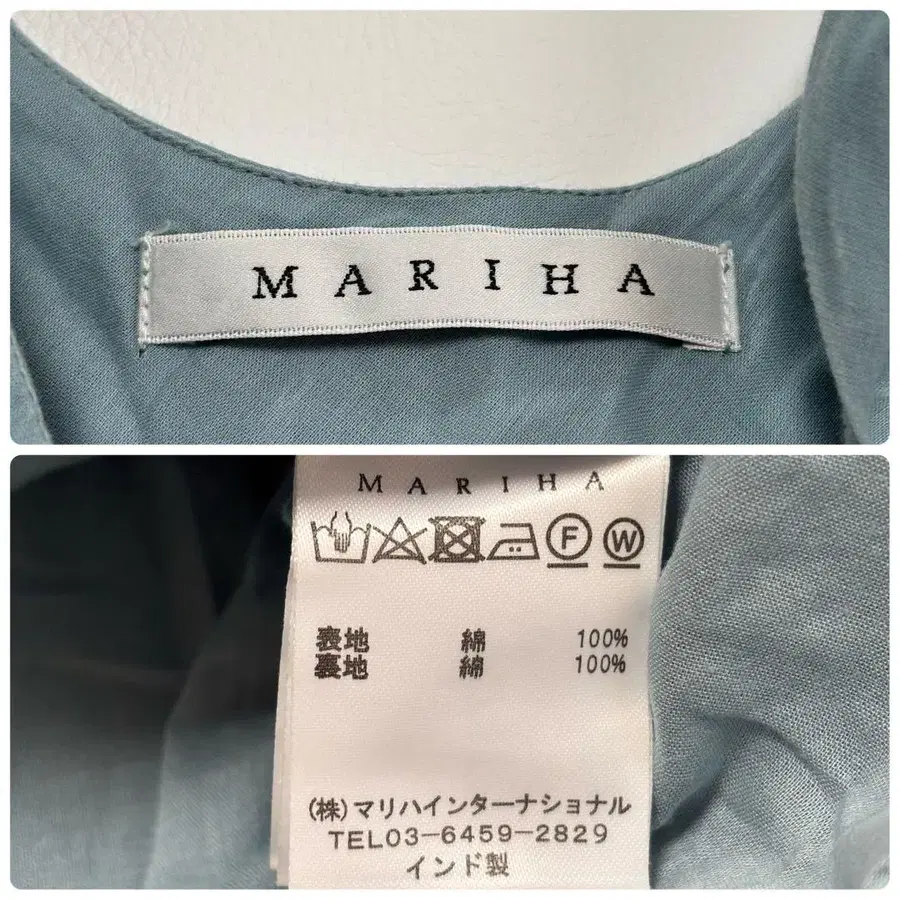 MARIHA
MARIHA
F W
表地 綿 100%
裏地 綿 100%
(株)マリハインターナショナル
TEL03-6459-2829
インド製